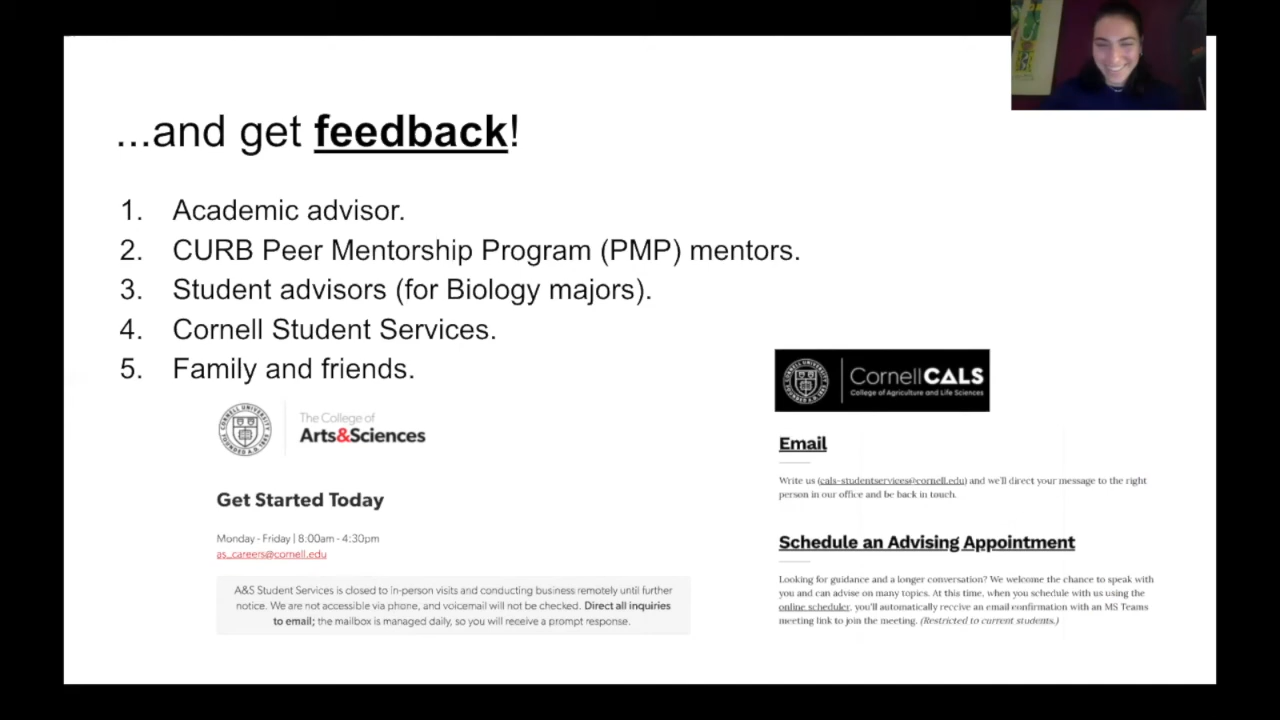 ...and get feedback!
1. Academic advisor.
2. CURB Peer Mentorship Program (PMP) mentors.
3. Student advisors (for Biology majors).
4. Cornell Student Services.
5. Family and friends.
The College of
Arts&Sciences
Get Started Today
Monday - Friday | 8:00am - 4:30pm
as_careers@cornell.edu
A&S Student Services is closed to in-person visits and conducting business remotely until further
notice. We are not accessible via phone, and voicemail will not be checked. Direct all inquiries
to email; the mailbox is managed daily, so you will receive a prompt response.
CornellCALS
College of Agriculture and Life Sciences
Email
Write us (cals-studentservices@cornell.edu) and we'll direct your message to the right
person in our office and be back in touch.
Schedule an Advising Appointment
Looking for guidance and a longer conversation? We welcome the chance to speak with
you and can advise on many topics. At this time, when you schedule with us using the
online scheduler, you'll automatically receive an email confirmation with an MS Teams
meeting link to join the meeting. (Restricted to current students.)